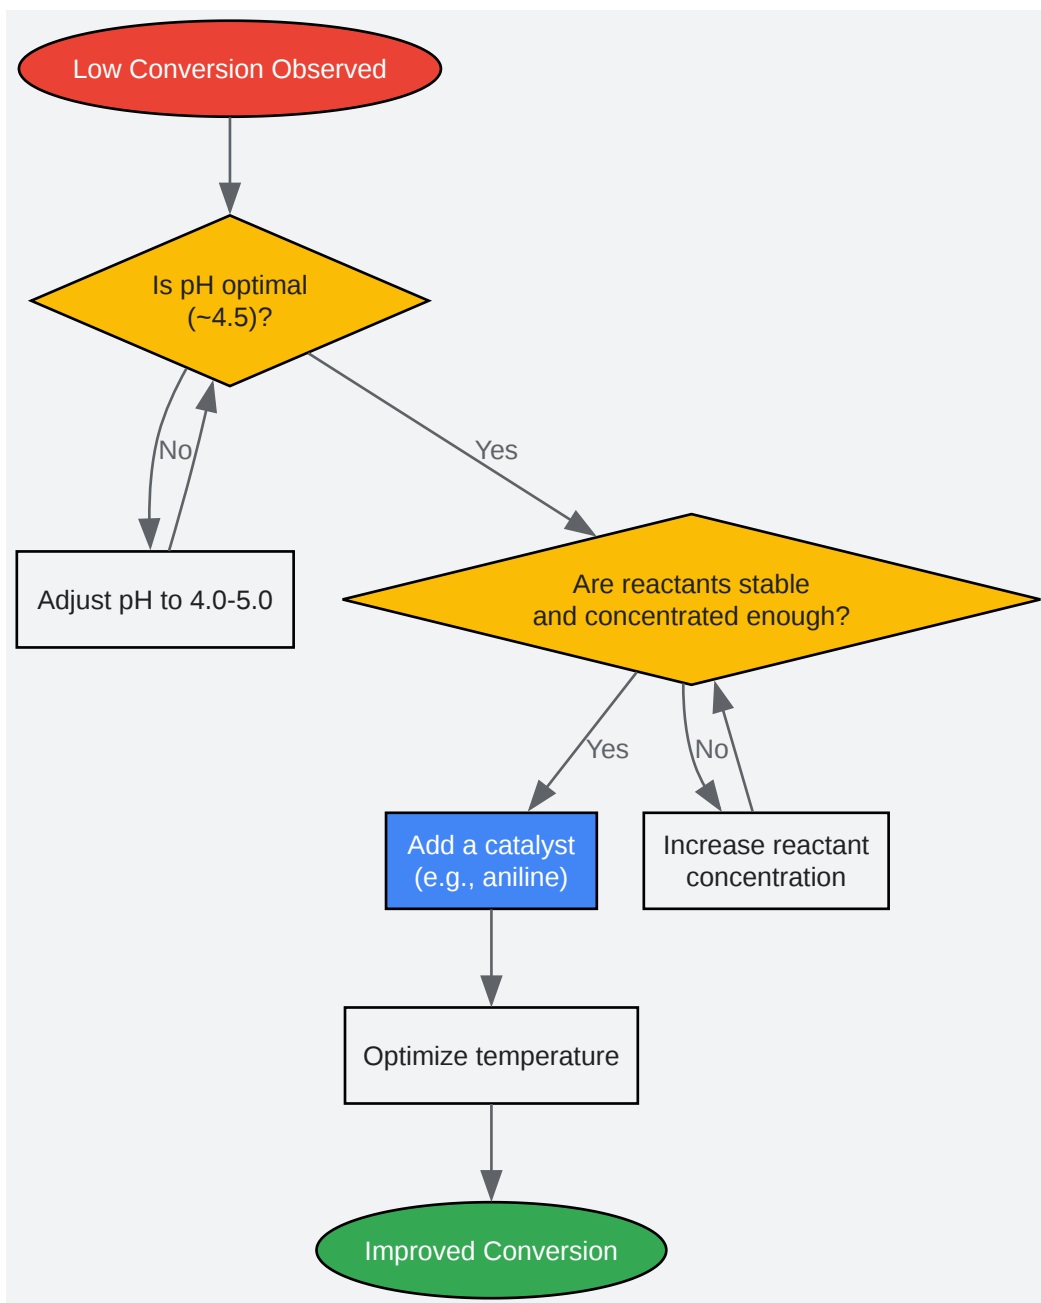 Low Conversion Observed
Is pH optimal
(~4.5)?
No
Yes
Adjust pH to 4.0-5.0
Are reactants stable
and concentrated enough?
Yes
No
Add a catalyst
(e.g., aniline)
Increase reactant
concentration
Optimize temperature
Improved Conversion